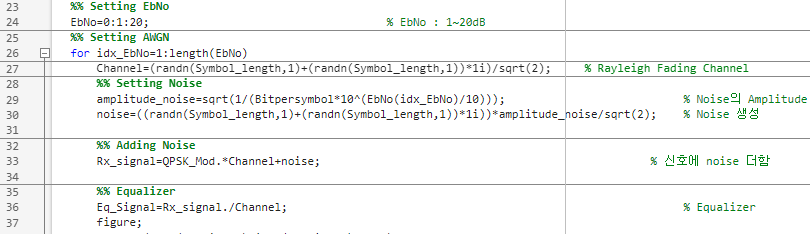 23 %% Setting EbNo
24 EbNo=0:1:20; % EbNo : 1~20dB
25 %% Setting AWGN
26 for idx_EbNo=1:length(EbNo)
27 Channel=(randn(Symbol_length,1)+(randn(Symbol_length,1))*1i)/sqrt(2); % Rayleigh Fading Channel
28 %% Setting Noise
29 amplitude_noise=sqrt(1/(Bitpersymbol*10^(EbNo(idx_EbNo)/10))); % Noise의 Amplitude
30 noise=((randn(Symbol_length,1)+(randn(Symbol_length,1))*1i))*amplitude_noise/sqrt(2); % Noise 생성
31
32 %% Adding Noise
33 Rx_signal=QPSK_Mod.*Channel+noise; % 신호에 noise 더함
34
35 %% Equalizer
36 Eq_Signal=Rx_signal./Channel; % Equalizer
37 figure;